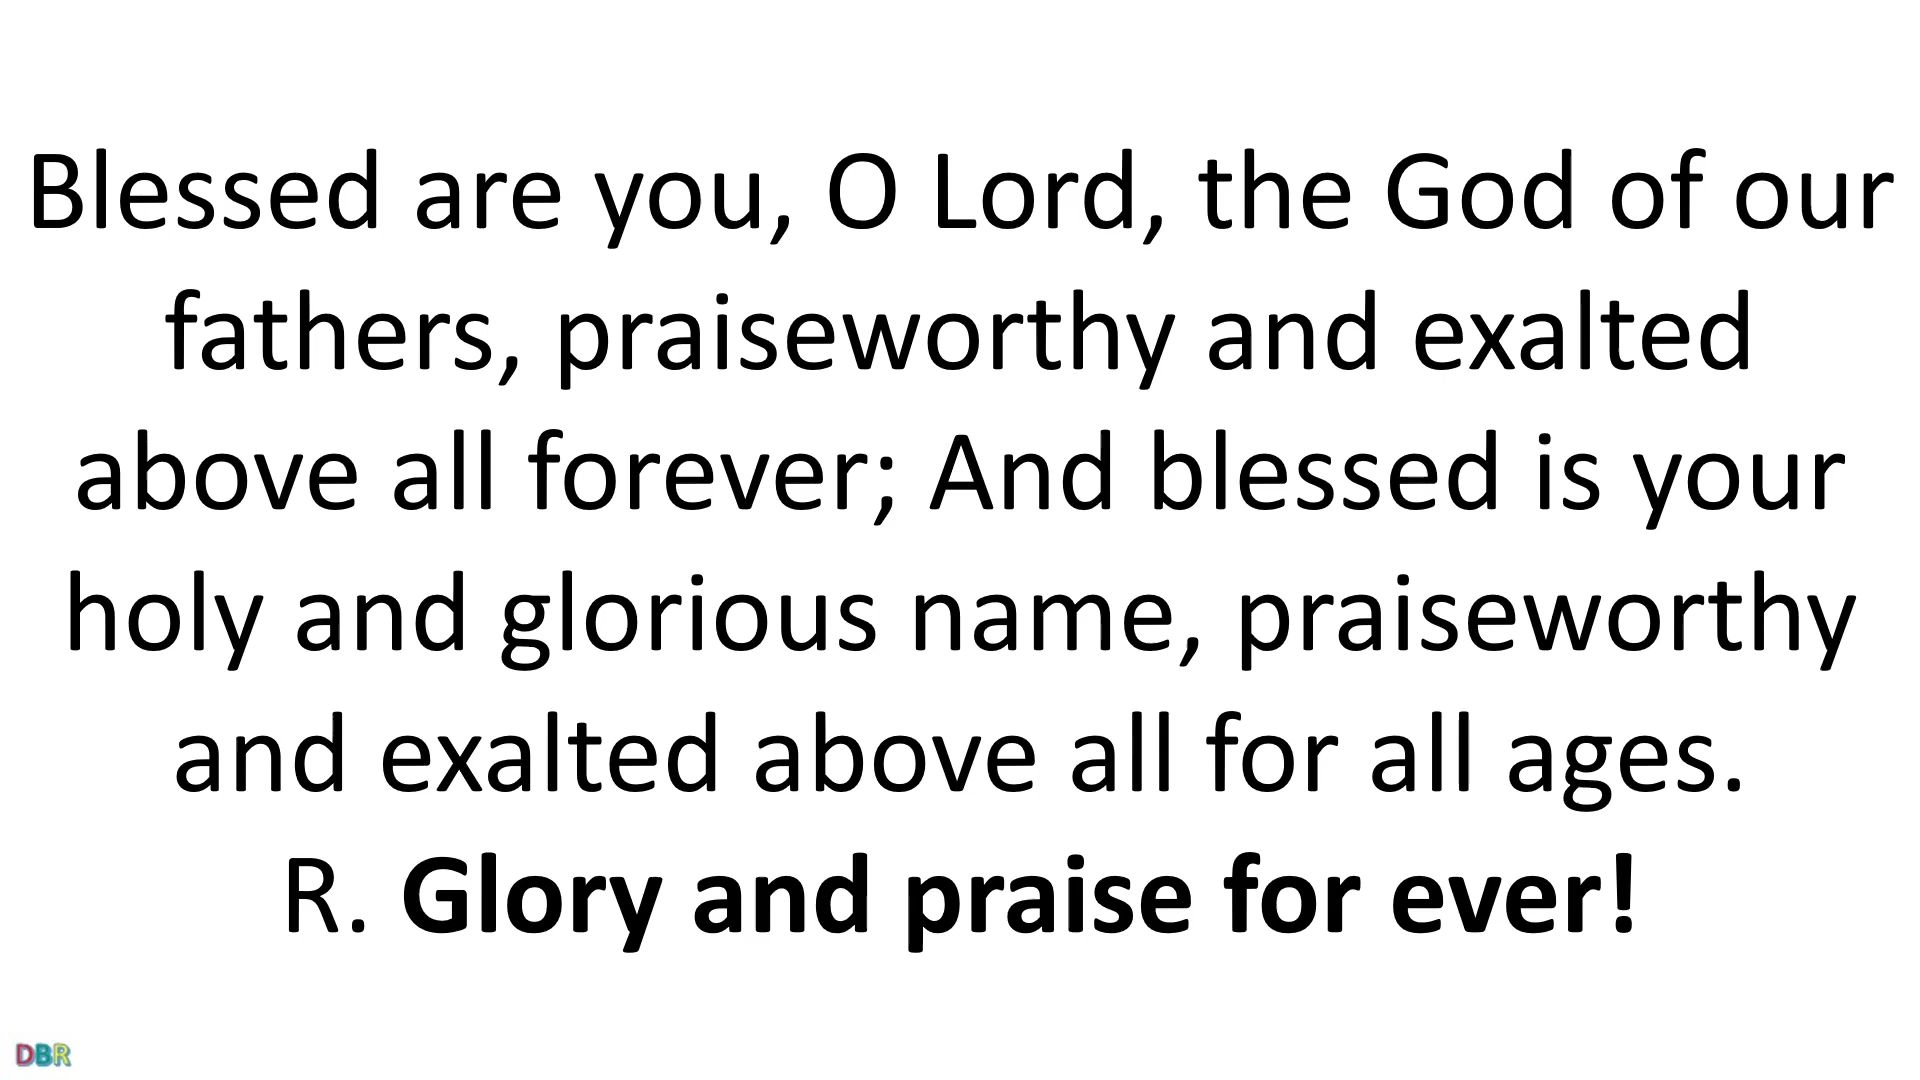 Blessed are you, O Lord, the God of our
fathers, praiseworthy and exalted
above all forever; And blessed is your
holy and glorious name, praiseworthy
and exalted above all for all ages.
R. Glory and praise for ever!
DBR